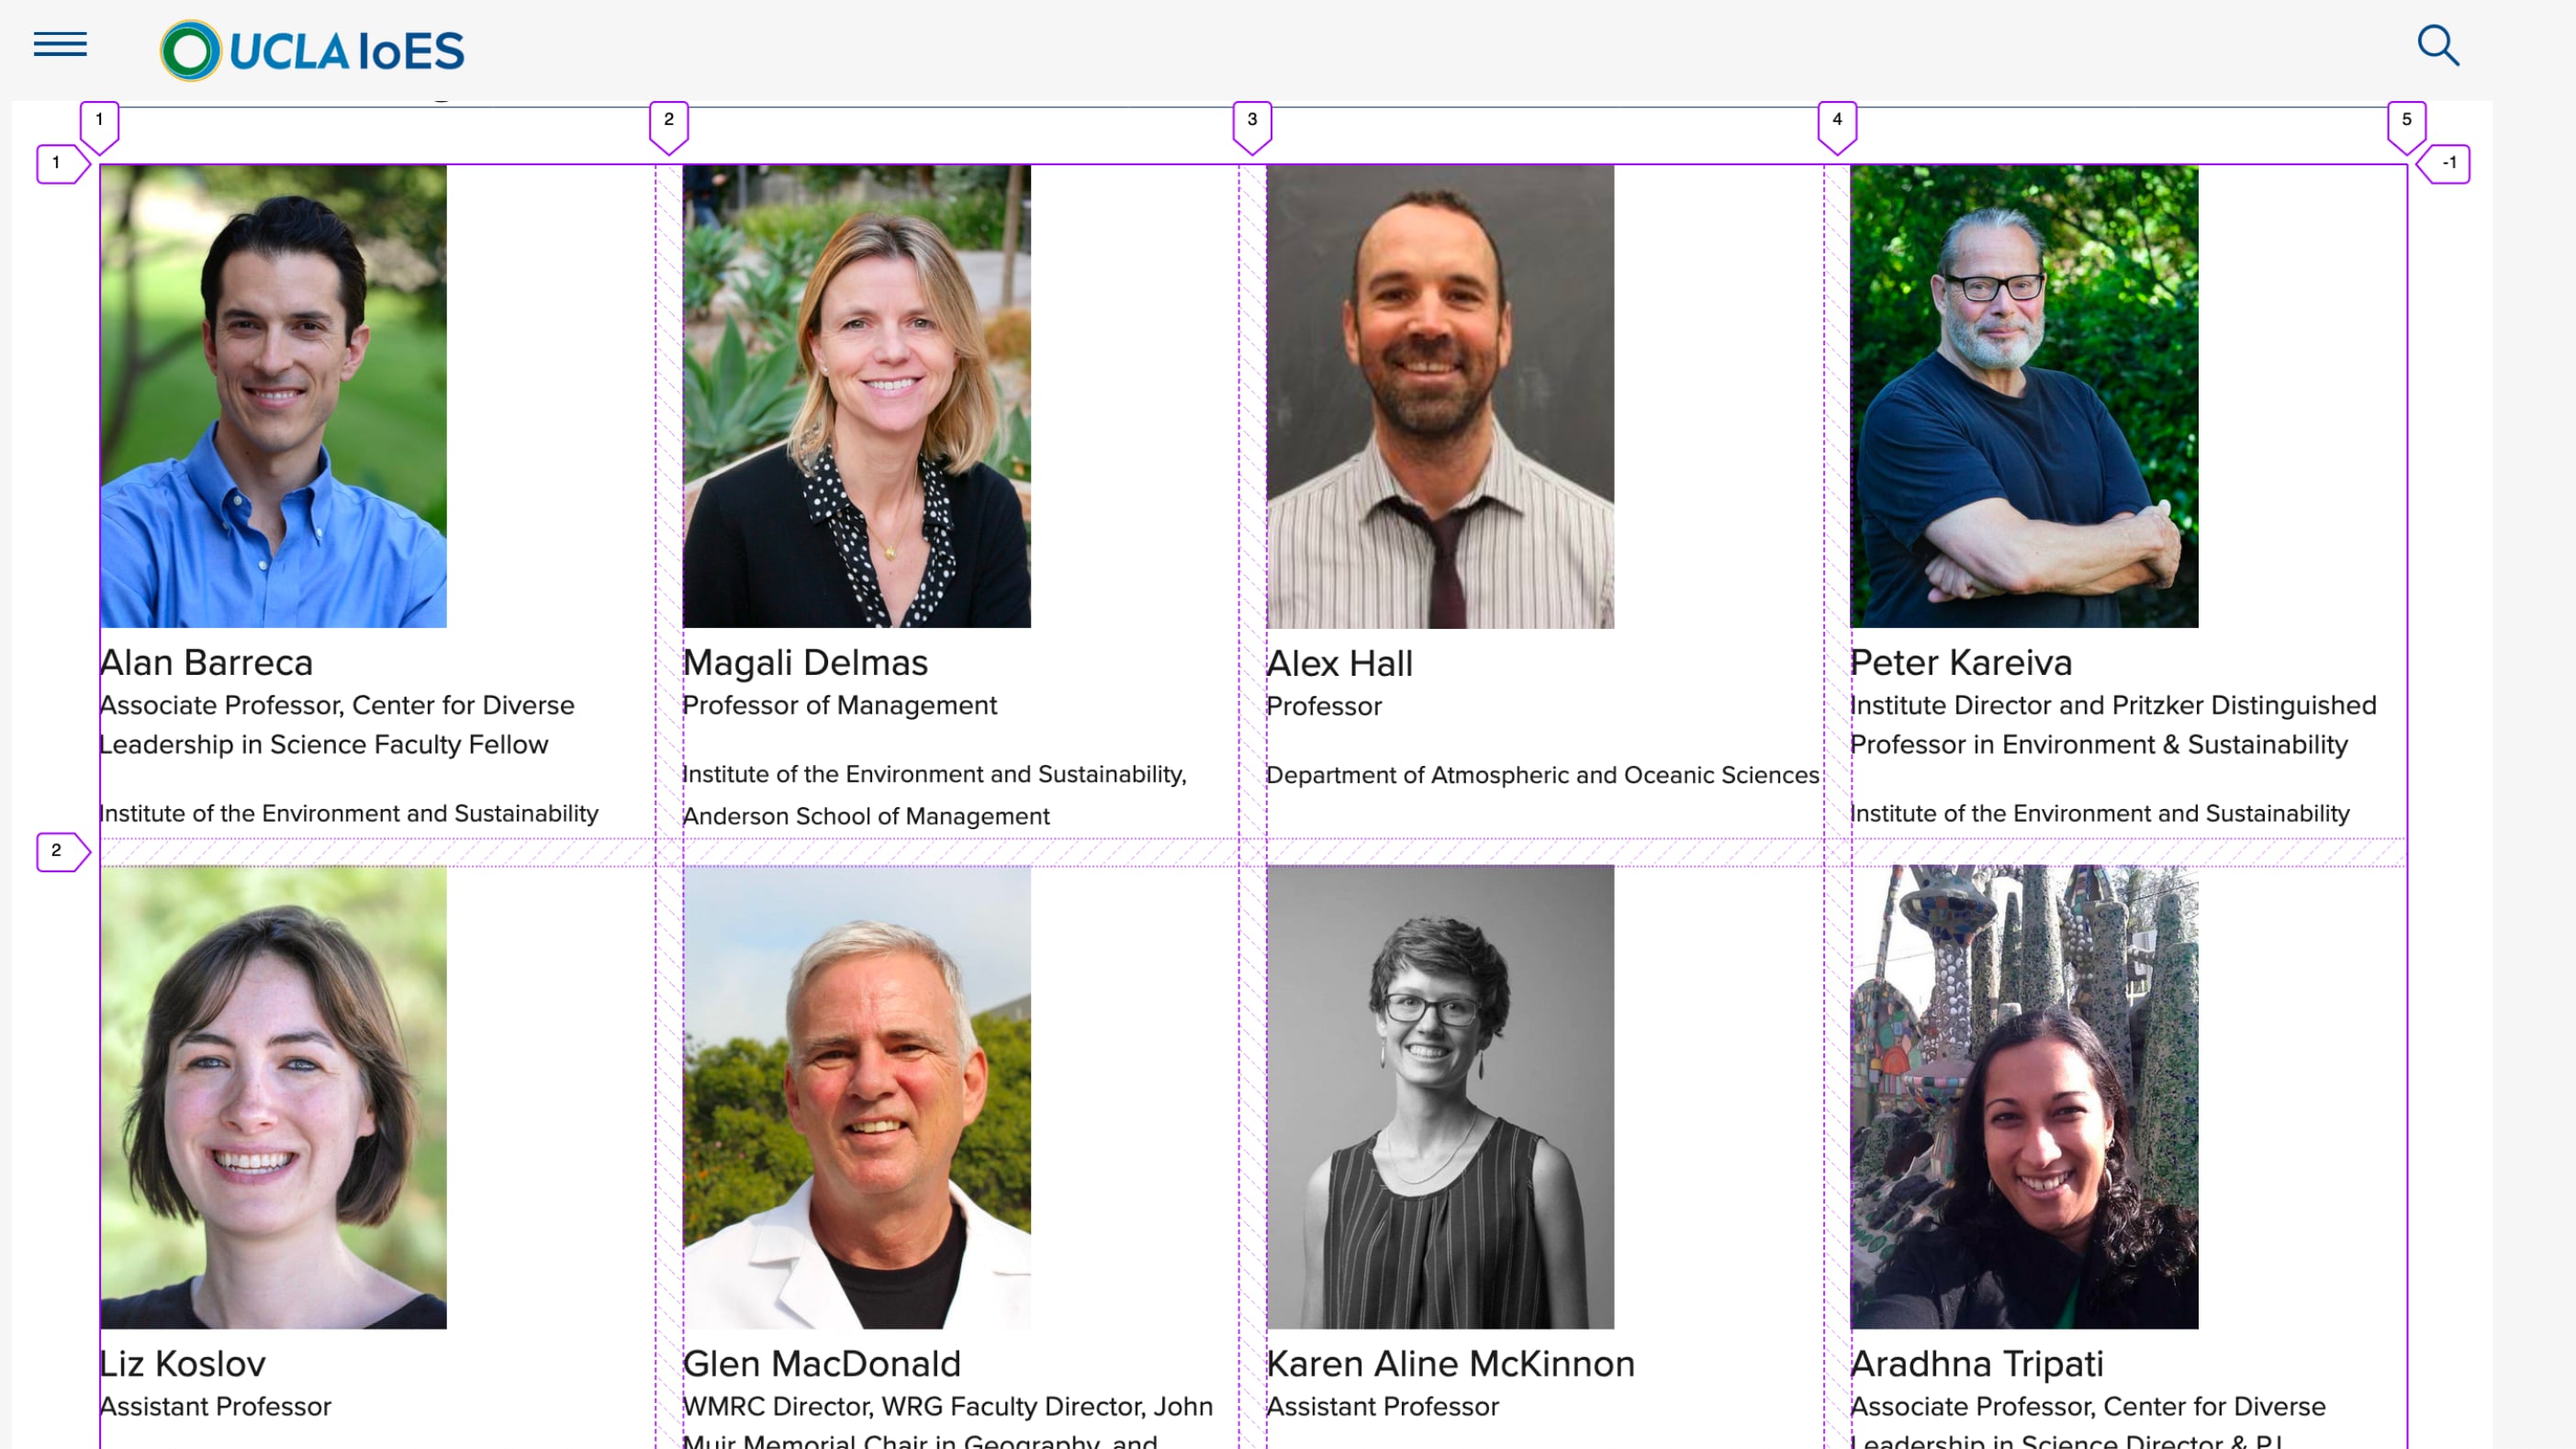 UCLA IoES
1
2
3
4
5
1
-1
Alan Barreca
Associate Professor, Center for Diverse
Leadership in Science Faculty Fellow
Institute of the Environment and Sustainability
Magali Delmas
Professor of Management
Institute of the Environment and Sustainability,
Anderson School of Management
Alex Hall
Professor
Department of Atmospheric and Oceanic Sciences
Peter Kareiva
Institute Director and Pritzker Distinguished
Professor in Environment & Sustainability
Institute of the Environment and Sustainability
2
Liz Koslov
Assistant Professor
Glen MacDonald
WMRC Director, WRG Faculty Director, John
Muir Memorial Chair in Geography, and
Karen Aline McKinnon
Assistant Professor
Aradhna Tripati
Associate Professor, Center for Diverse
Leadership in Science Director & P.I.